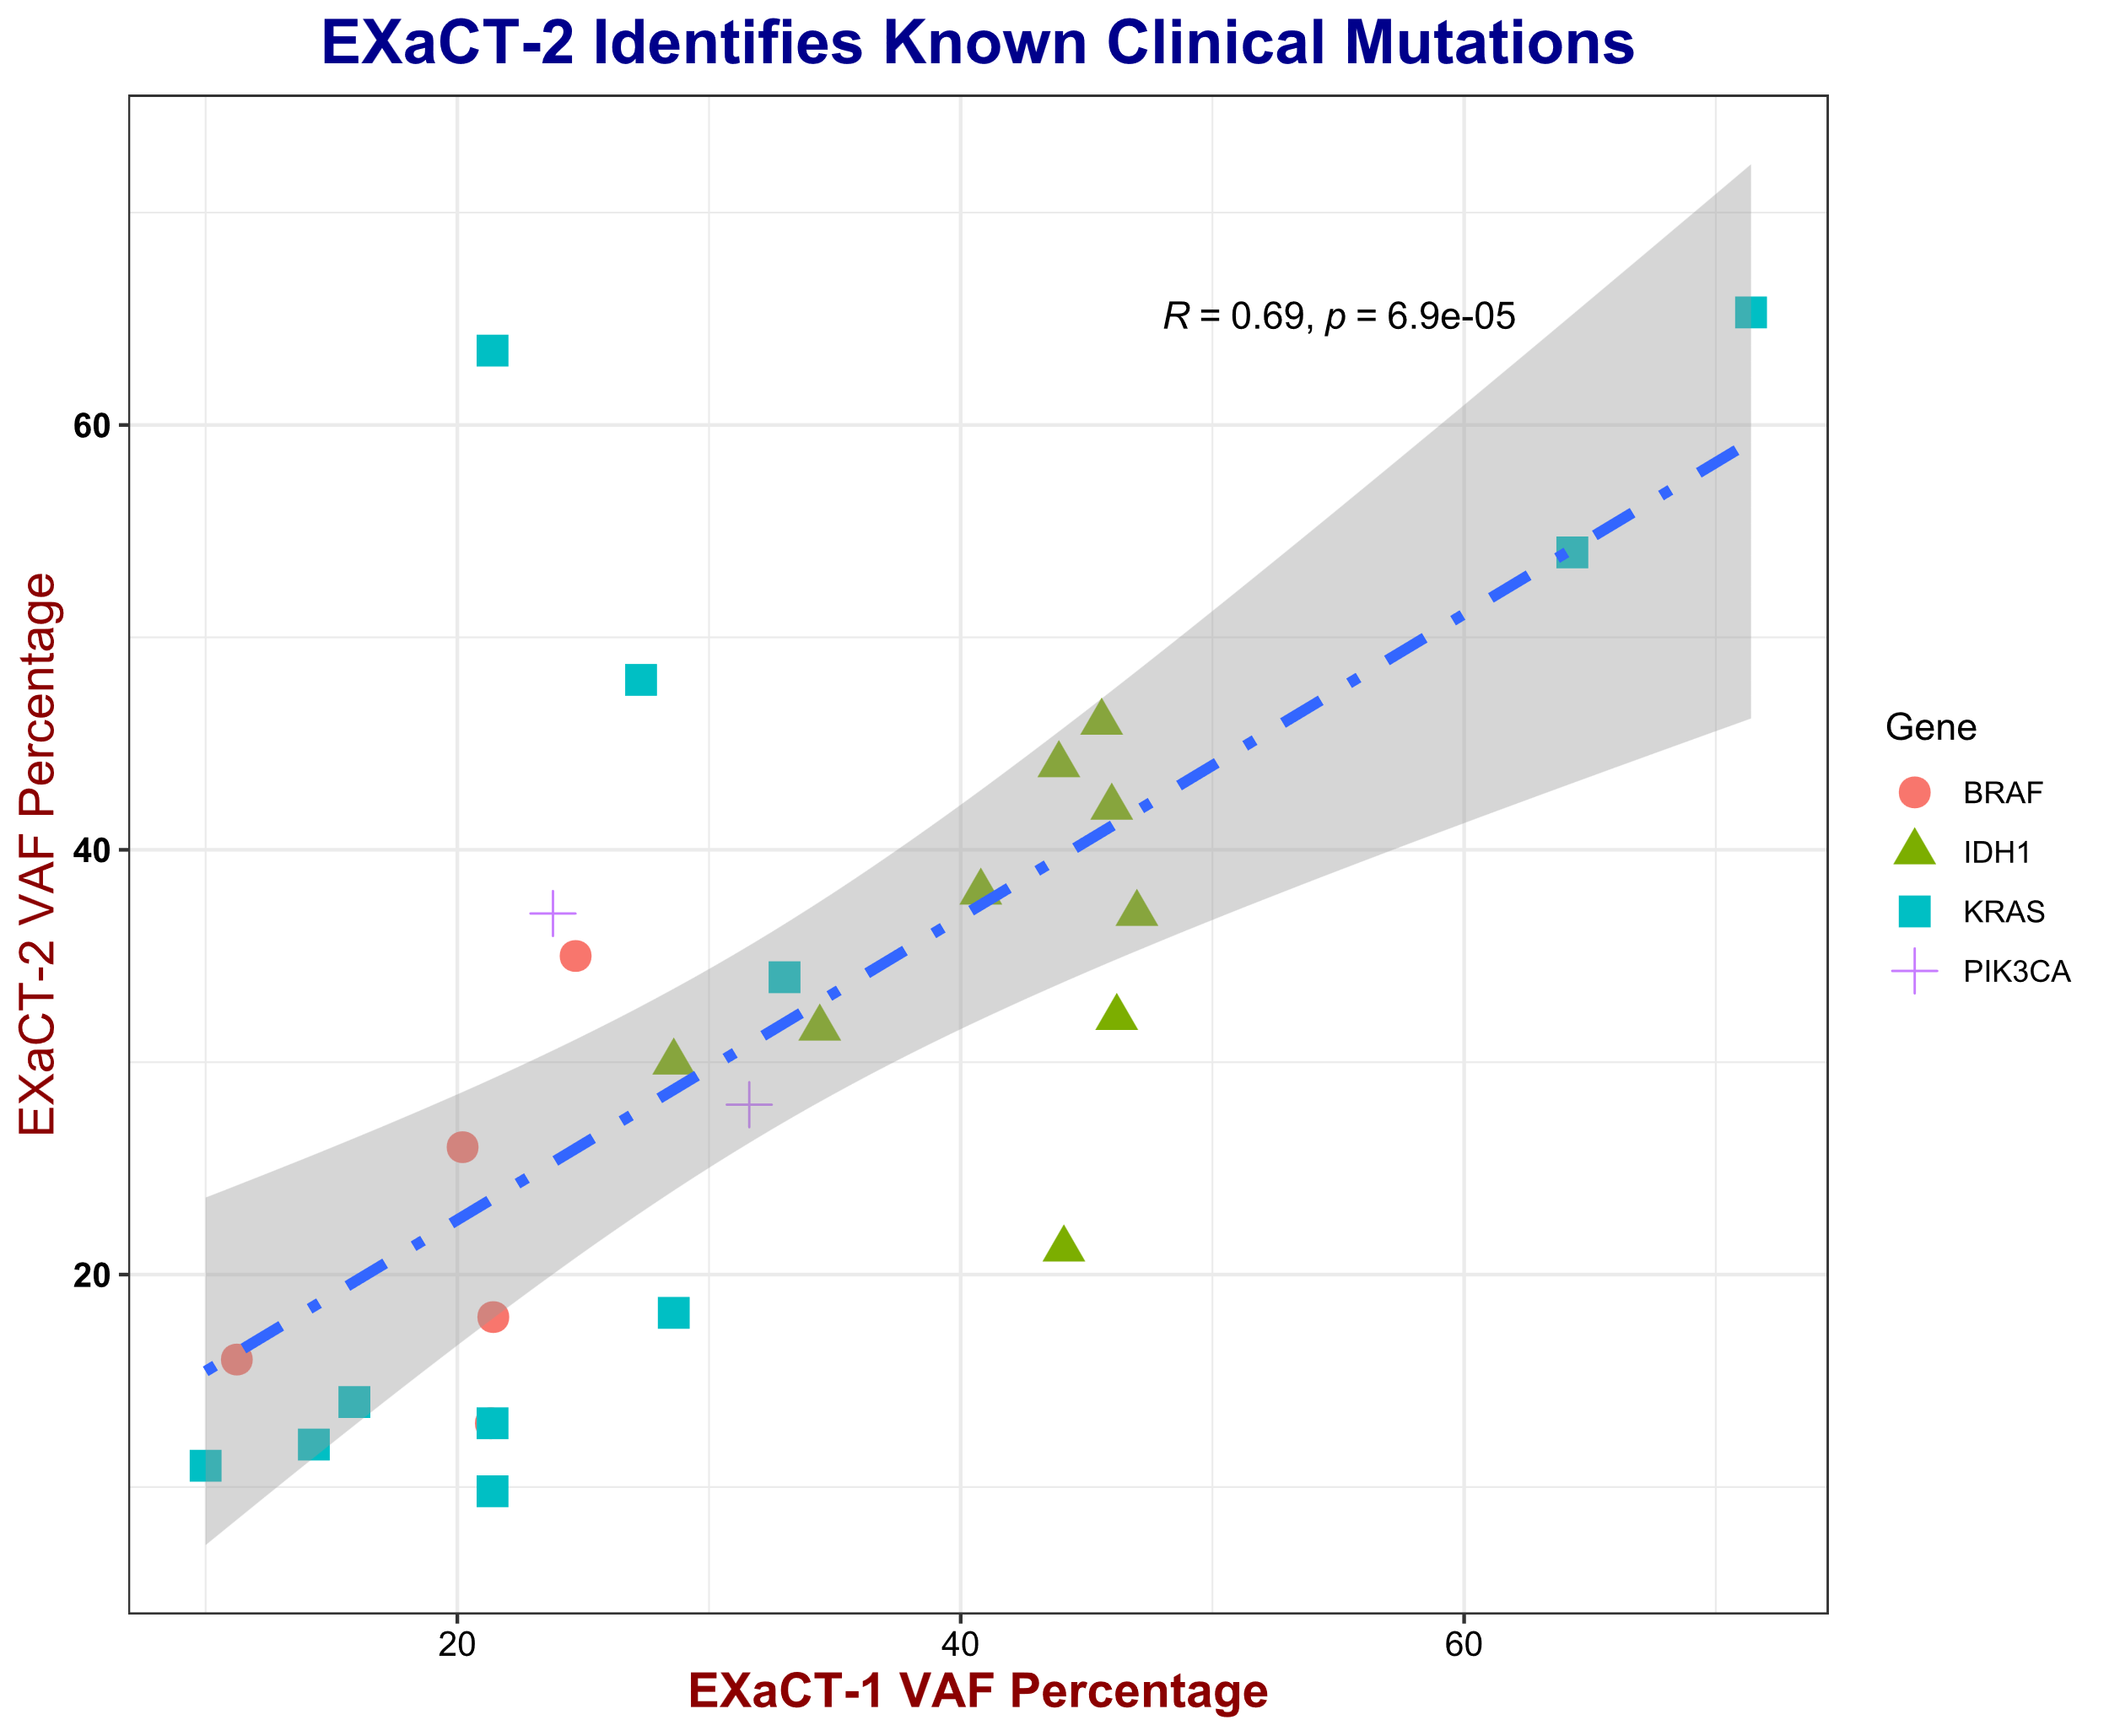 EXaCT-2 Identifies Known Clinical Mutations
R = 0.69, p = 6.9e-05
EXaCT-2 VAF Percentage
60
40
20
20
40
60
EXaCT-1 VAF Percentage
Gene
BRAF
IDH1
KRAS
PIK3CA